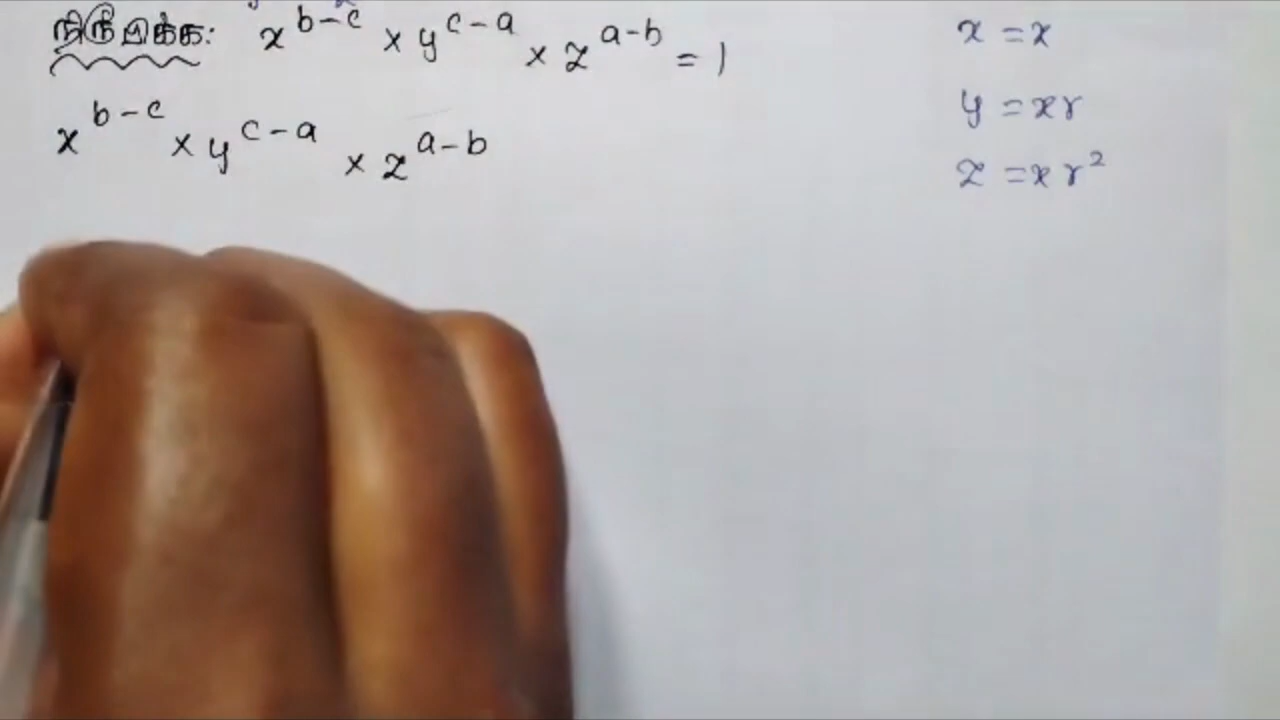 நிரூபிக்க: x^{b-c} × y^{c-a} × z^{a-b} = 1
x^{b-c} × y^{c-a} × z^{a-b}
x = x
y = xr
z = xr²